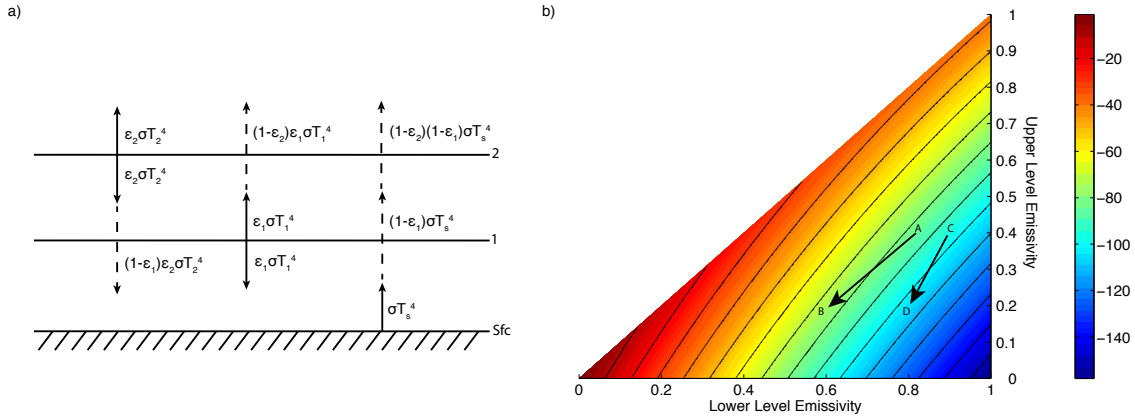 a)
ε₂σT₂⁴
(1-ε₂)ε₁σT₁⁴
(1-ε₂)(1-ε₁)σTₛ⁴
2
ε₂σT₂⁴
ε₁σT₁⁴
(1-ε₁)σTₛ⁴
1
(1-ε₁)ε₂σT₂⁴
ε₁σT₁⁴
σTₛ⁴
Sfc
b)
1
0.9
0.8
0.7
0.6
0.5
0.4
0.3
0.2
0.1
0
Upper Level Emissivity
A
C
B
D
0
0.2
0.4
0.6
0.8
1
Lower Level Emissivity
−20
−40
−60
−80
−100
−120
−140